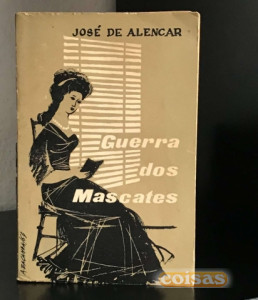 JOSÉ DE ALENCAR
Guerra
dos
Mascates
coisas